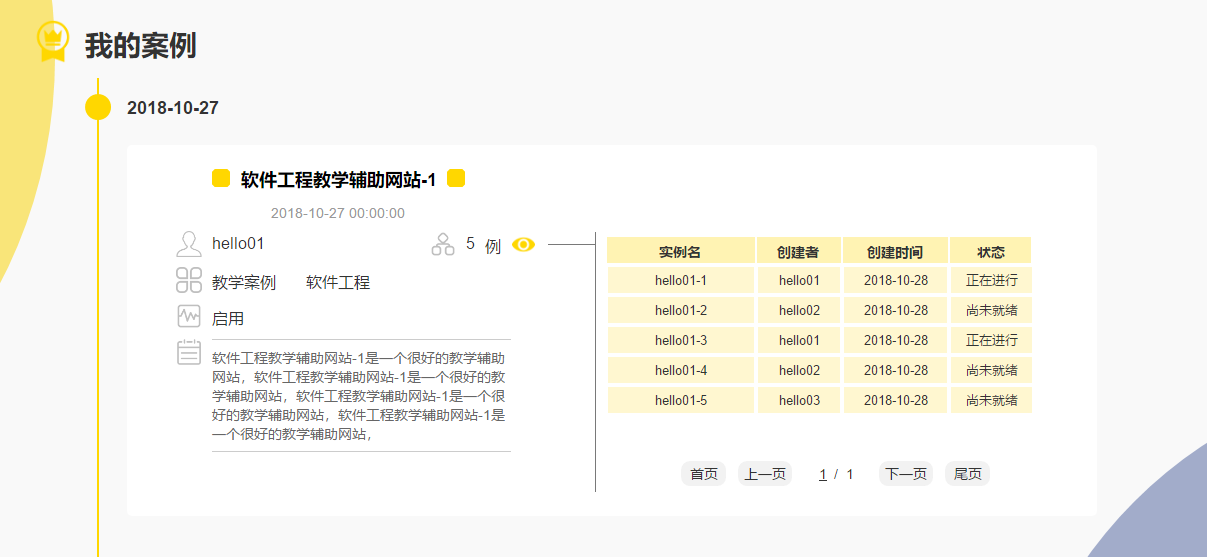 我的案例
2018-10-27
软件工程教学辅助网站-1
2018-10-27 00:00:00
hello01
5 例
教学案例 软件工程
启用
软件工程教学辅助网站-1是一个很好的教学辅助
网站，软件工程教学辅助网站-1是一个很好的教
学辅助网站，软件工程教学辅助网站-1是一个很
好的教学辅助网站，软件工程教学辅助网站-1是
一个很好的教学辅助网站，
实例名 创建者 创建时间 状态
hello01-1 hello01 2018-10-28 正在进行
hello01-2 hello02 2018-10-28 尚未就绪
hello01-3 hello01 2018-10-28 正在进行
hello01-4 hello02 2018-10-28 尚未就绪
hello01-5 hello03 2018-10-28 尚未就绪
首页 上一页 1 / 1 下一页 尾页